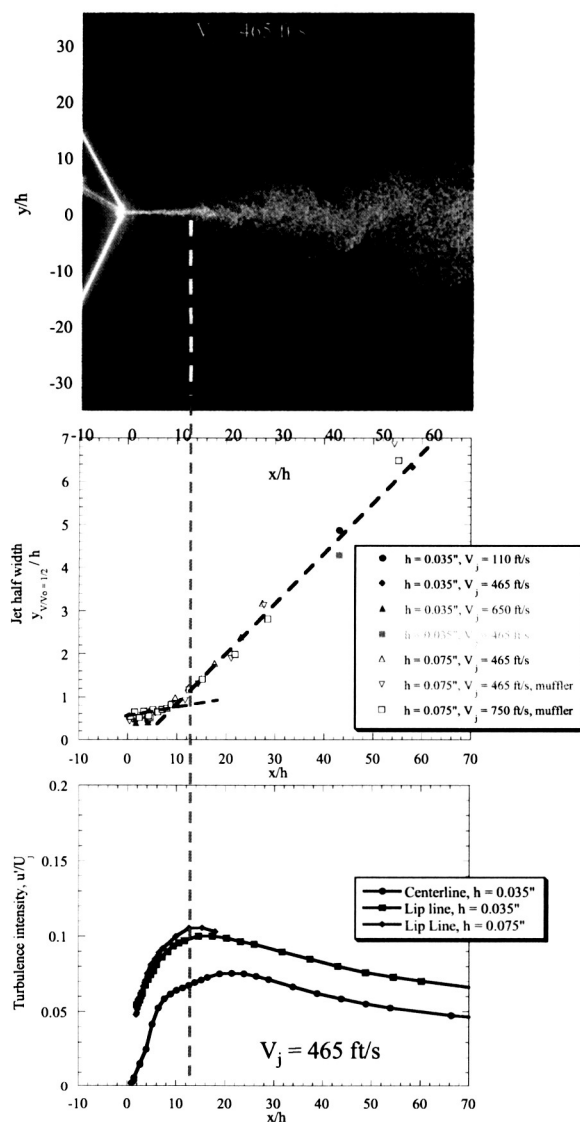 V 465 ft/s
30
20
10
0
-10
-20
-30
y/h
-10 0 10 20 30 40 50 60
x/h
7
6
5
4
3
2
1
0
Jet half width
y V/Vo = 1/2 / h
h = 0.035", Vj = 110 ft/s
h = 0.035", Vj = 465 ft/s
h = 0.035", Vj = 650 ft/s
h = 0.035", Vj = 465 ft/s
h = 0.075", Vj = 465 ft/s
h = 0.075", Vj = 465 ft/s, muffler
h = 0.075", Vj = 750 ft/s, muffler
-10 0 10 20 30 40 50 60 70
x/h
0.2
0.15
0.1
0.05
0
Turbulence intensity, u'/Uj
Centerline, h = 0.035"
Lip line, h = 0.035"
Lip Line, h = 0.075"
Vj = 465 ft/s
-10 0 10 20 30 40 50 60 70
x/h